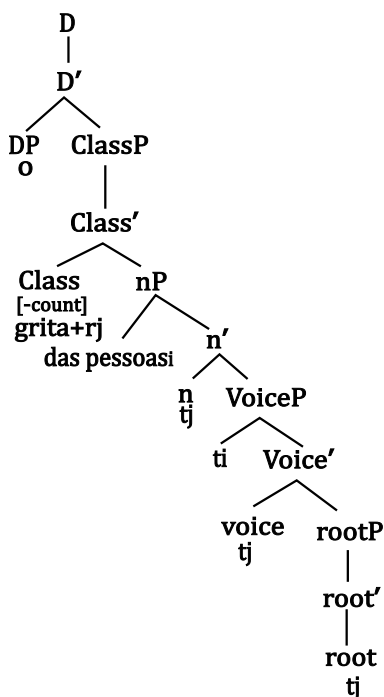 D
D′
DP ClassP
o
Class′
Class nP
[-count]
grita+rj
das pessoasi n′
n VoiceP
tj
ti Voice′
voice rootP
tj
root′
root
tj